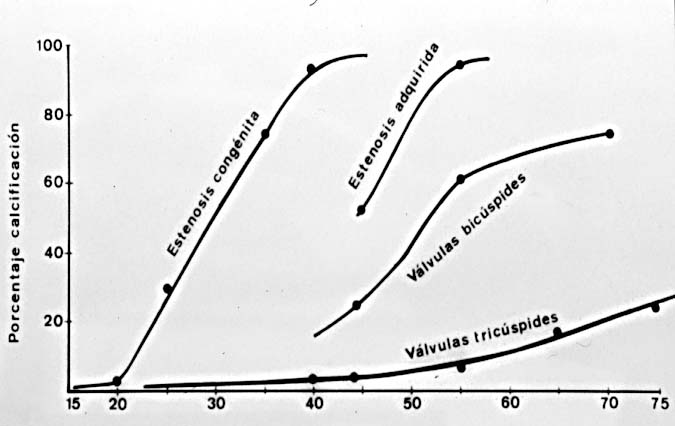 Porcentaje calcificación
100
80
60
40
20
Estenosis congénita
Estenosis adquirida
Válvulas bicúspides
Válvulas tricúspides
15 20 30 40 50 60 70 75